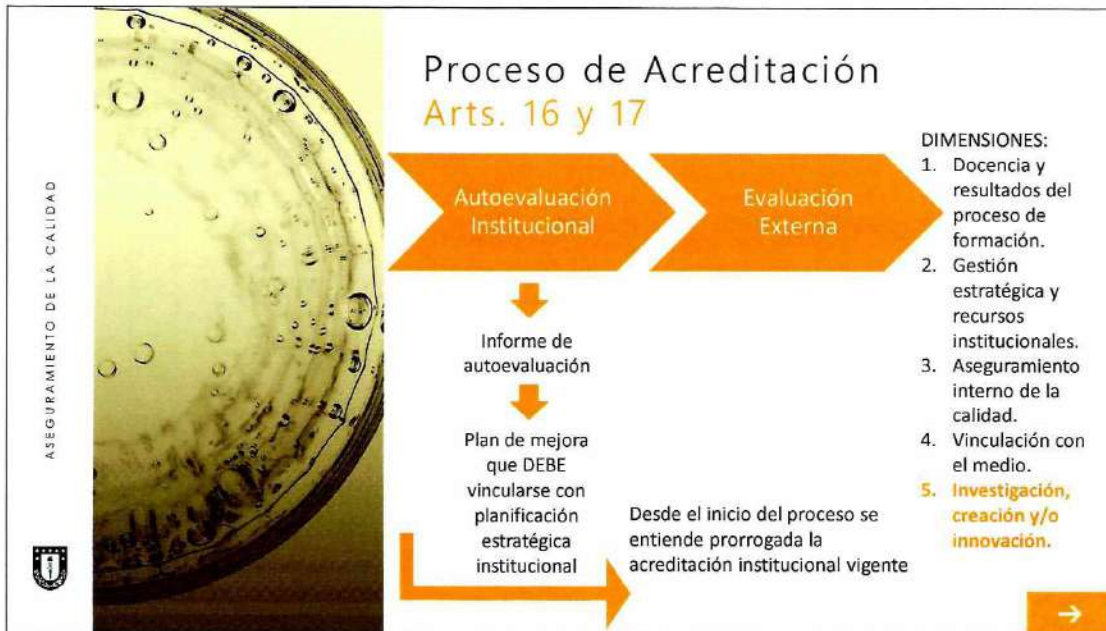 Proceso de Acreditación
Arts. 16 y 17
ASEGURAMIENTO DE LA CALIDAD
Autoevaluación
Institucional
Evaluación
Externa
Informe de
autoevaluación
Plan de mejora
que DEBE
vincularse con
planificación
estratégica
institucional
Desde el inicio del proceso se
entiende prorrogada la
acreditación institucional vigente
DIMENSIONES:
1. Docencia y
resultados del
proceso de
formación.
2. Gestión
estratégica y
recursos
institucionales.
3. Aseguramiento
interno de la
calidad.
4. Vinculación con
el medio.
5. Investigación,
creación y/o
innovación.